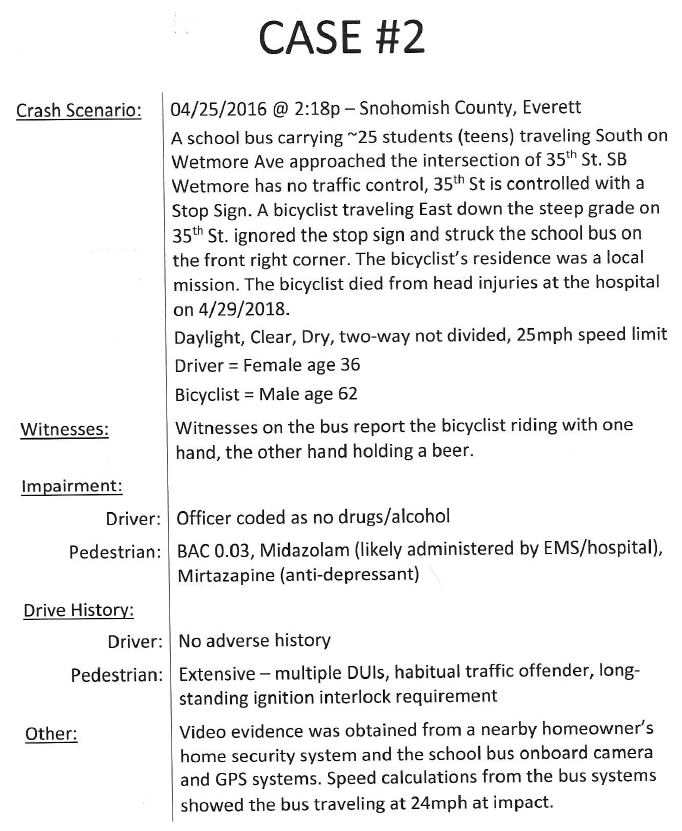 CASE #2
Crash Scenario: 04/25/2016 @ 2:18p – Snohomish County, Everett
A school bus carrying ~25 students (teens) traveling South on
Wetmore Ave approached the intersection of 35th St. SB
Wetmore has no traffic control, 35th St is controlled with a
Stop Sign. A bicyclist traveling East down the steep grade on
35th St. ignored the stop sign and struck the school bus on
the front right corner. The bicyclist's residence was a local
mission. The bicyclist died from head injuries at the hospital
on 4/29/2018.
Daylight, Clear, Dry, two-way not divided, 25mph speed limit
Driver = Female age 36
Bicyclist = Male age 62
Witnesses: Witnesses on the bus report the bicyclist riding with one
hand, the other hand holding a beer.
Impairment:
Driver: Officer coded as no drugs/alcohol
Pedestrian: BAC 0.03, Midazolam (likely administered by EMS/hospital),
Mirtazapine (anti-depressant)
Drive History:
Driver: No adverse history
Pedestrian: Extensive – multiple DUIs, habitual traffic offender, long-
standing ignition interlock requirement
Other: Video evidence was obtained from a nearby homeowner's
home security system and the school bus onboard camera
and GPS systems. Speed calculations from the bus systems
showed the bus traveling at 24mph at impact.